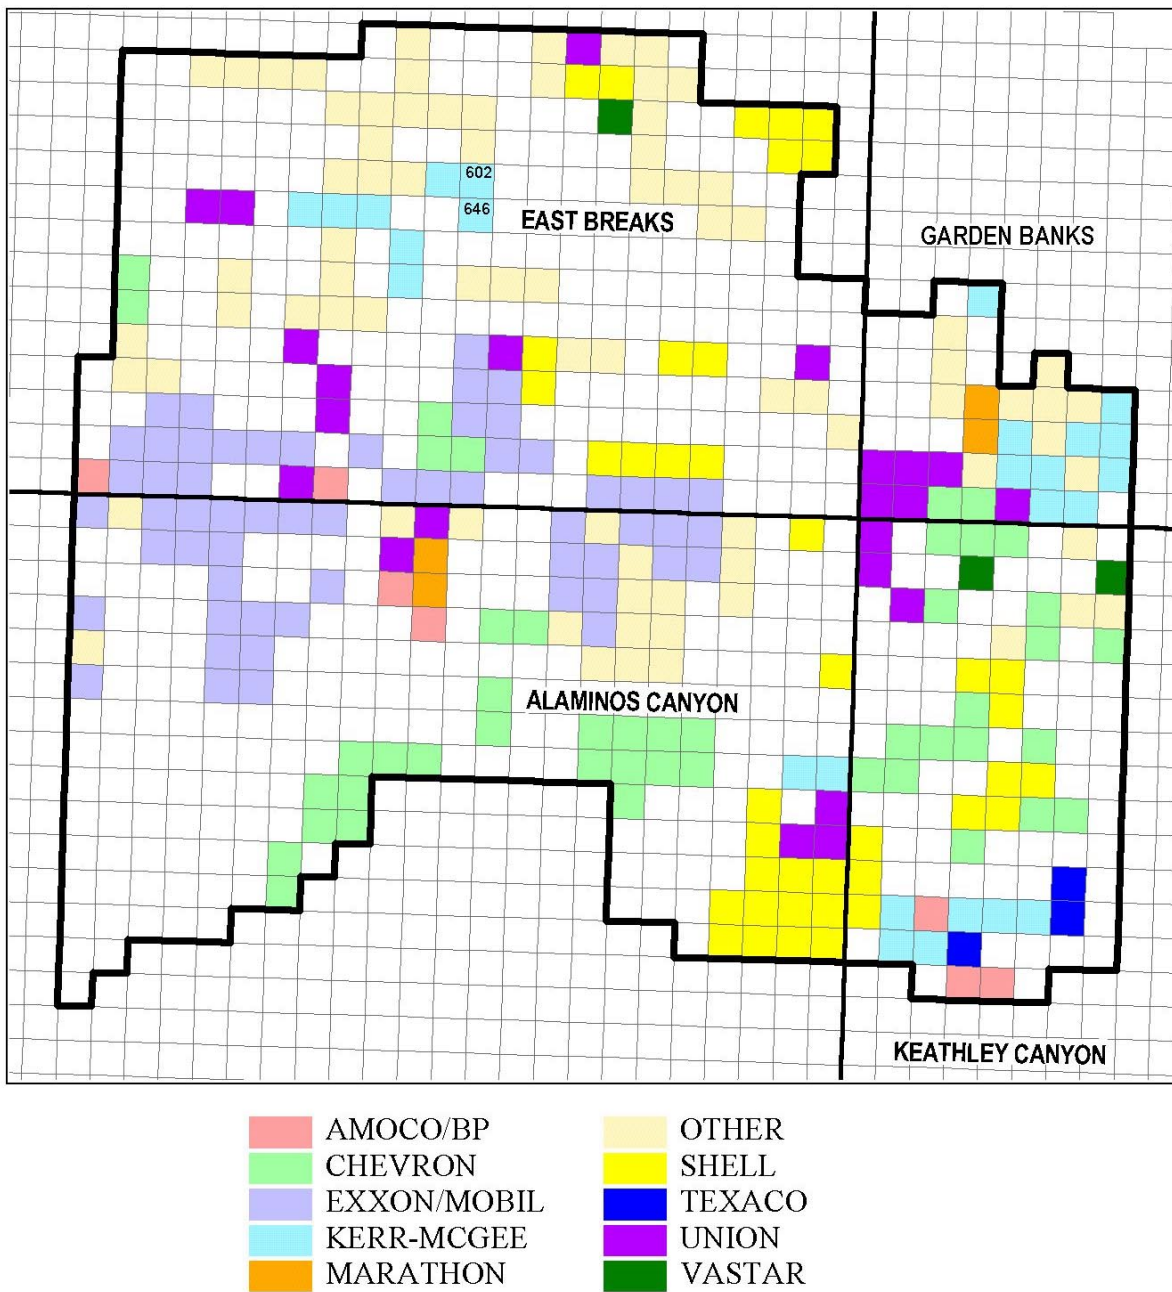 602
646
EAST BREAKS
GARDEN BANKS
ALAMINOS CANYON
KEATHLEY CANYON
AMOCO/BP
CHEVRON
EXXON/MOBIL
KERR-MCGEE
MARATHON
OTHER
SHELL
TEXACO
UNION
VASTAR